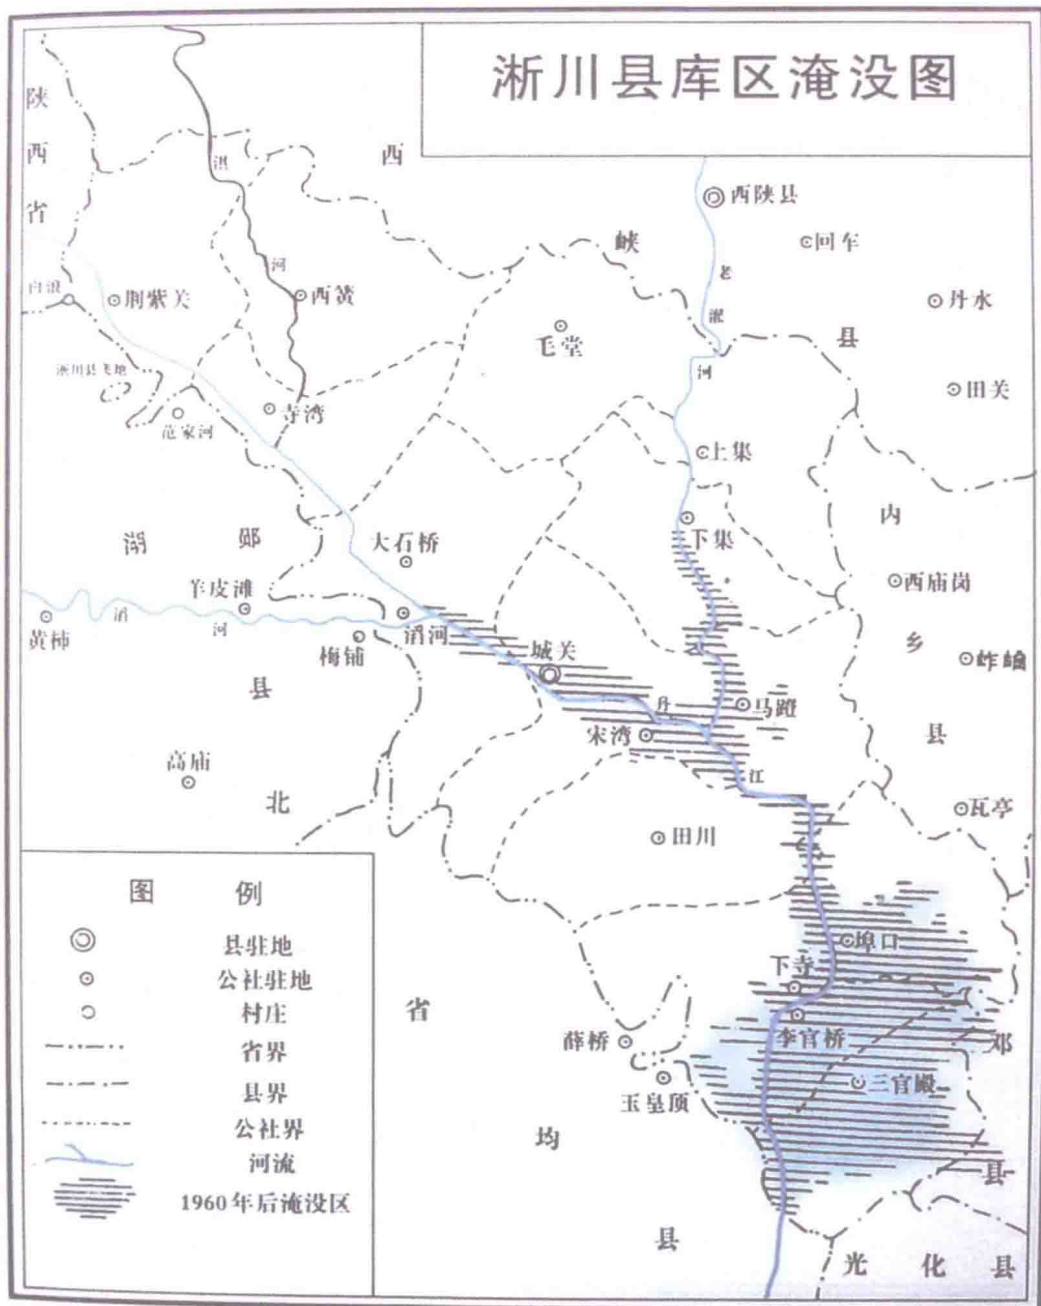 淅川县库区淹没图
陕西省
西峡县
淇河
西陕县
回车
老灌河
白浪
荆紫关
西簧
丹水
毛堂
淅川县飞地
田关
范家河
寺湾
上集
内乡县
湖北省
郧县
大石桥
下集
西庙岗
羊皮滩
黄柿
滔河
梅铺
滔河
城关
岞㟙
丹江
马蹬
宋湾
高庙
瓦亭
田川
埠口
下寺
李官桥
邓县
薛桥
三官殿
玉皇顶
均县
光化县
图例
县驻地
公社驻地
村庄
省界
县界
公社界
河流
1960年后淹没区